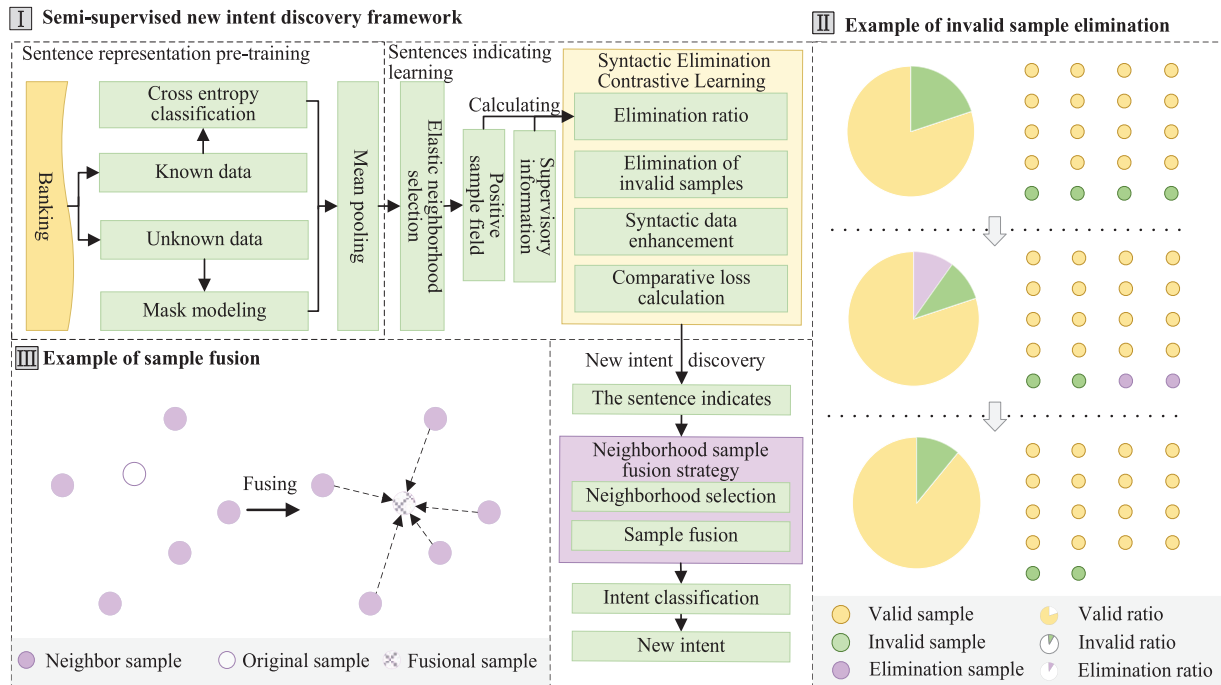 I Semi-supervised new intent discovery framework
Sentence representation pre-training
Sentences indicating
learning
Banking
Cross entropy
classification
Known data
Unknown data
Mask modeling
Mean pooling
Elastic neighborhood
selection
Positive
sample field
Supervisory
information
Calculating
Syntactic Elimination
Contrastive Learning
Elimination ratio
Elimination of
invalid samples
Syntactic data
enhancement
Comparative loss
calculation
New intent discovery
The sentence indicates
Neighborhood sample
fusion strategy
Neighborhood selection
Sample fusion
Intent classification
New intent
II Example of invalid sample elimination
Valid sample
Valid ratio
Invalid sample
Invalid ratio
Elimination sample
Elimination ratio
III Example of sample fusion
Fusing
Neighbor sample
Original sample
Fusional sample